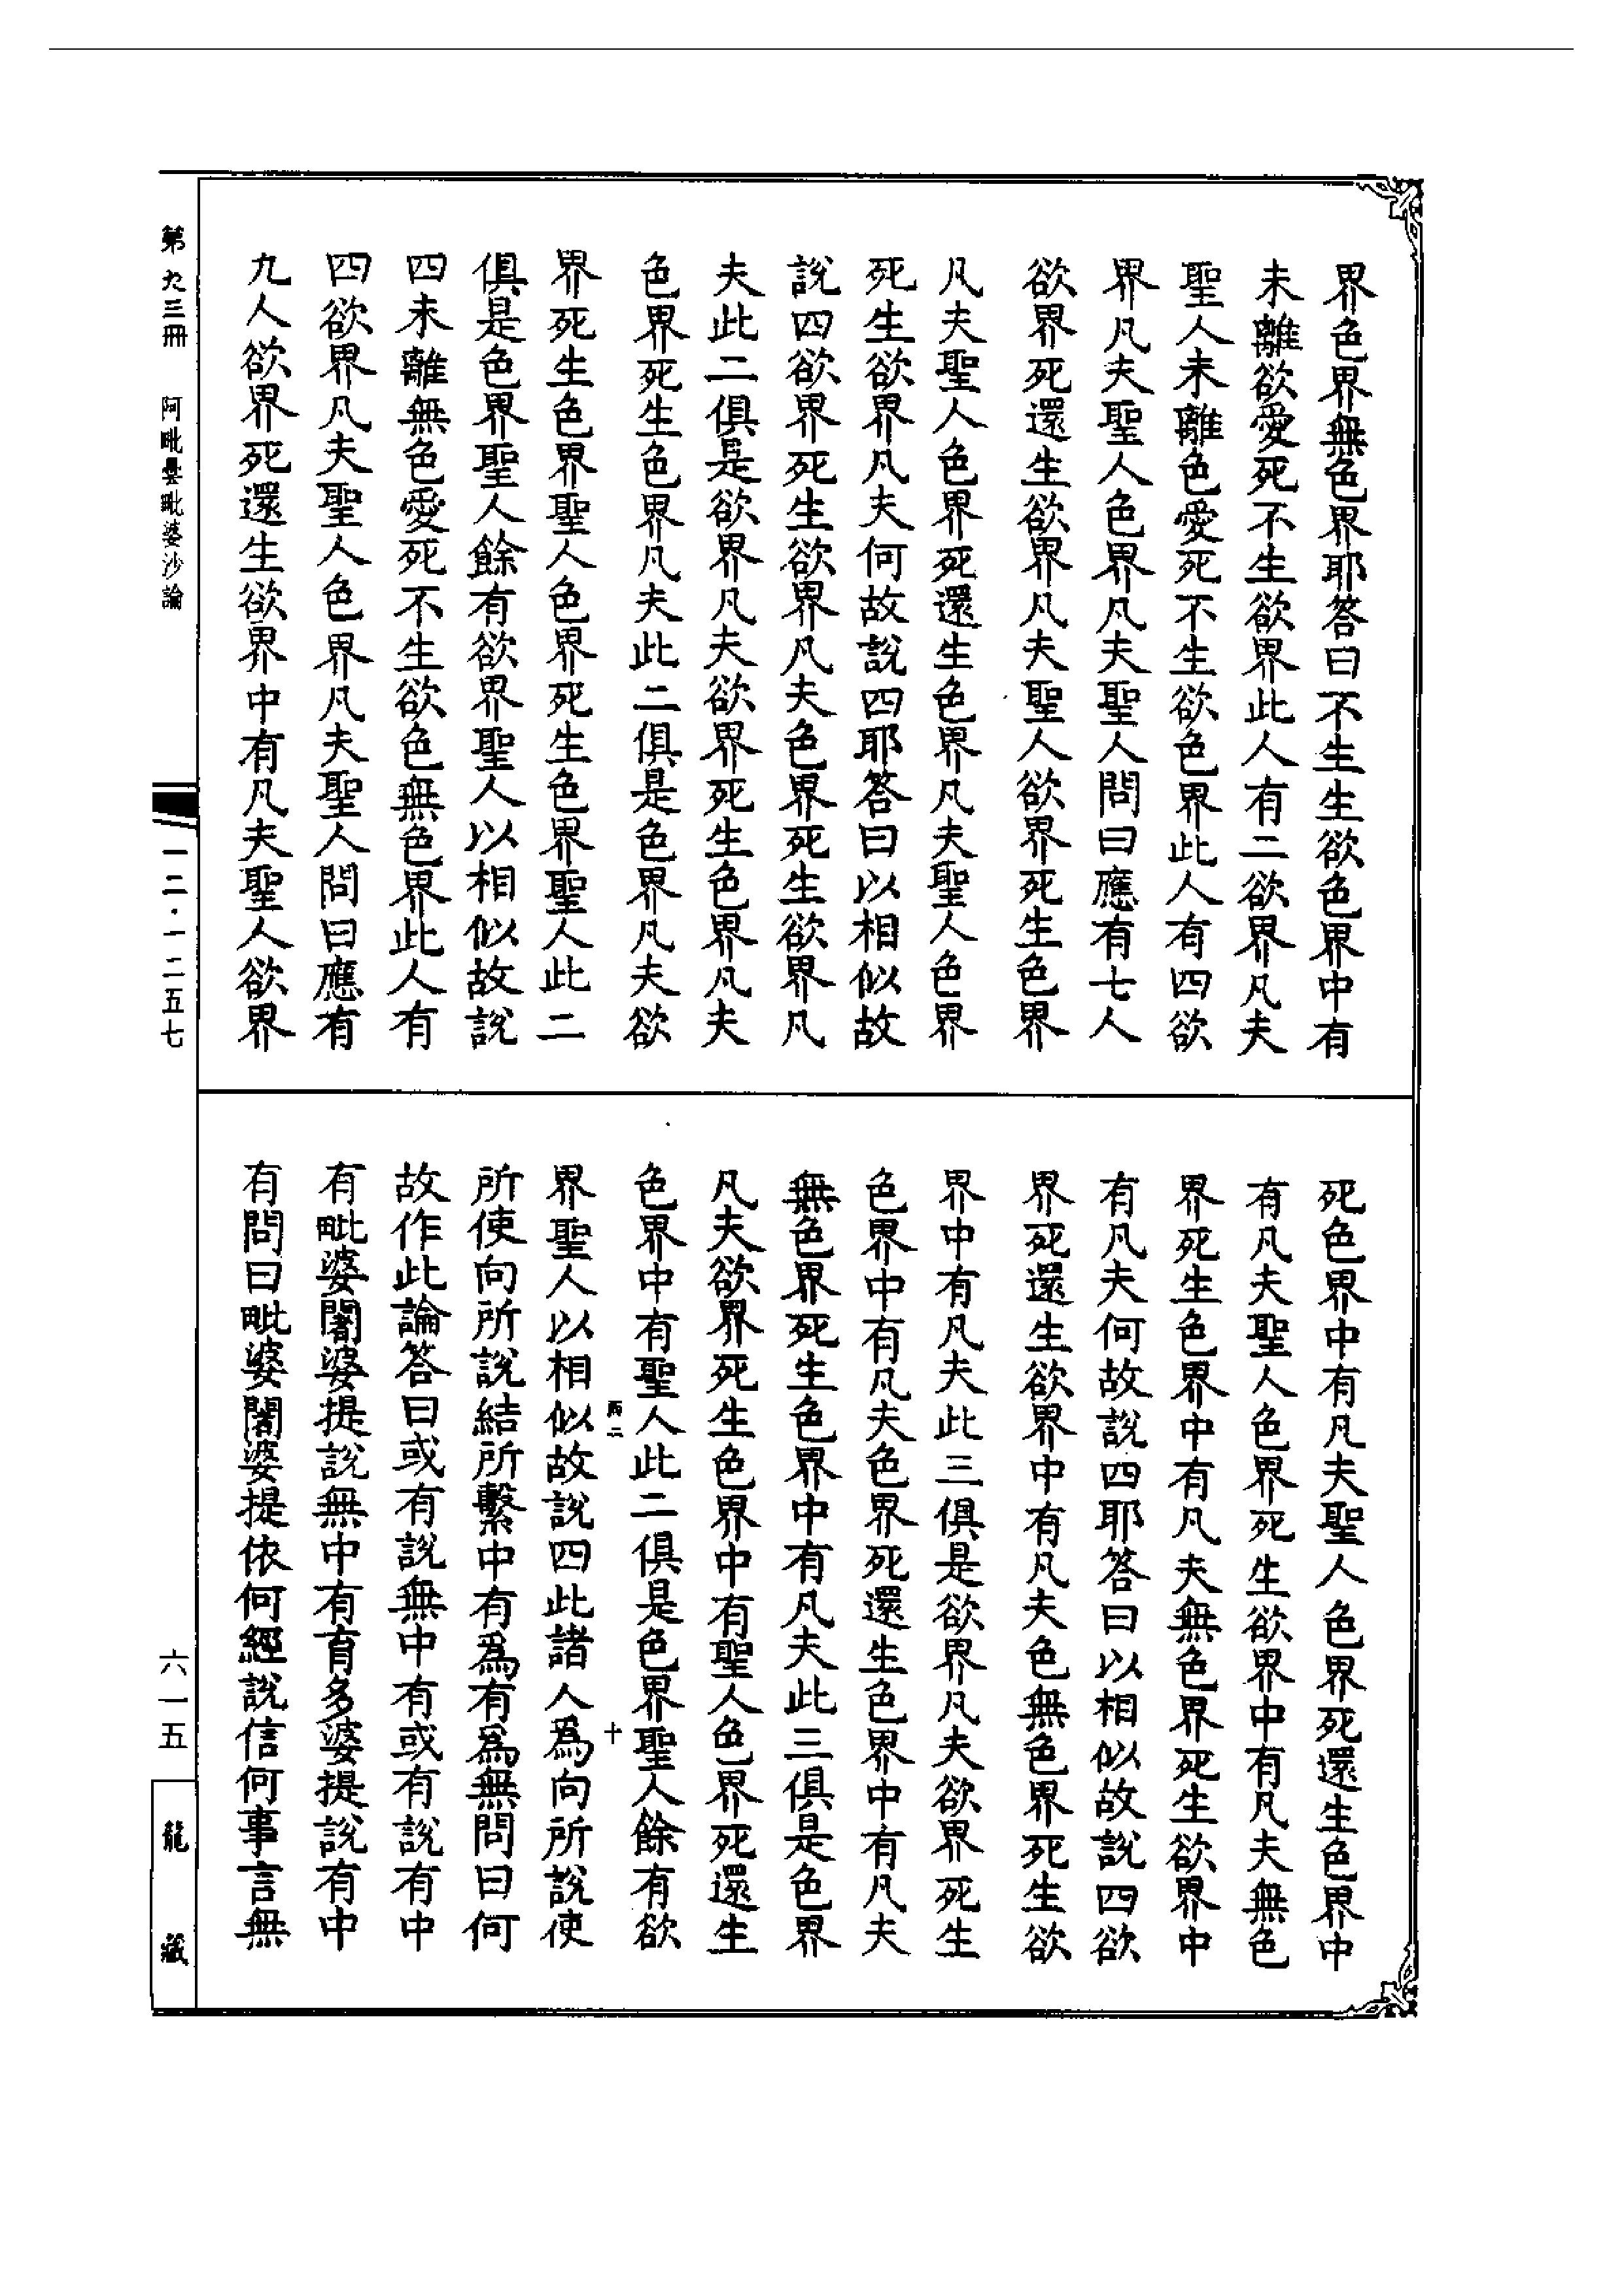 界色界無色界耶答曰不生生欲色界中有
未離欲愛死不生欲界此人有二欲界凡夫
聖人未離色愛死不生欲色界此人有四欲
界凡夫聖人色界凡夫聖人問曰應有七人
欲界死還生欲界凡夫聖人欲界死生色界
凡夫聖人色界死還生色界凡夫聖人色界
死生欲界凡夫何故說四耶答曰以相似故
說四欲界死生欲界凡夫色界死生欲界凡
夫此二俱是欲界凡夫欲界死生色界凡夫
色界死生色界凡夫此二俱是色界凡夫欲
界死生色界聖人色界死生色界聖人此二
俱是色界聖人餘有欲界聖人以相似故說
四未離無色愛死不生欲色無色界此人有
四欲界凡夫聖人色界凡夫聖人問曰應有
九人欲界死還生欲界中有凡夫聖人欲界
死色界中有凡夫聖人色界死還生色界中
有凡夫聖人色界死生欲界中有凡夫無色
界死生色界中有凡夫無色界死生欲界中
有凡夫何故說四耶答曰以相似故說四欲
界死還生欲界中有凡夫色無色界死生欲
界中有凡夫此三俱是欲界凡夫欲界死生
色界中有凡夫色界死還生色界中有凡夫
無色界死生色界中有凡夫此三俱是色界
凡夫欲界死生色界中有聖人色界死還生
色界中有聖人此二俱是色界聖人餘有欲
界聖人以相似故說四此諸人為向所說使
所使向所說結所繫中有為有為無問曰何
故作此論答曰或有說無中有或有說有中
有毗婆闍婆提說無中有育多婆提說有中
有問曰毗婆闍婆提依何經說信何事言無
第九三冊
阿毗曇毗婆沙論
一二·一二五七
六一五
龍藏
十